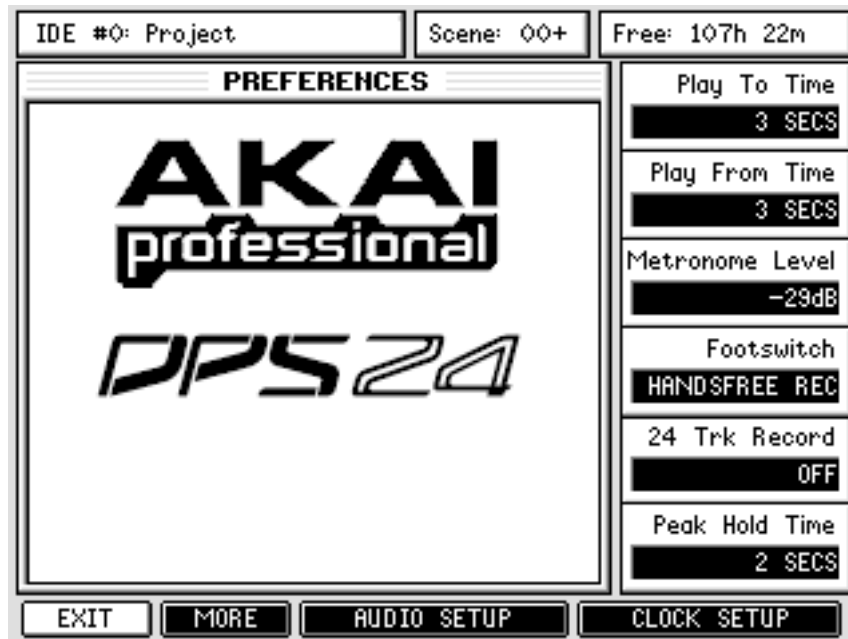 IDE #0: Project
Scene: 00+
Free: 107h 22m
PREFERENCES
AKAI
professional
DPS24
Play To Time
3 SECS
Play From Time
3 SECS
Metronome Level
-29dB
Footswitch
HANDSFREE REC
24 Trk Record
OFF
Peak Hold Time
2 SECS
EXIT
MORE
AUDIO SETUP
CLOCK SETUP